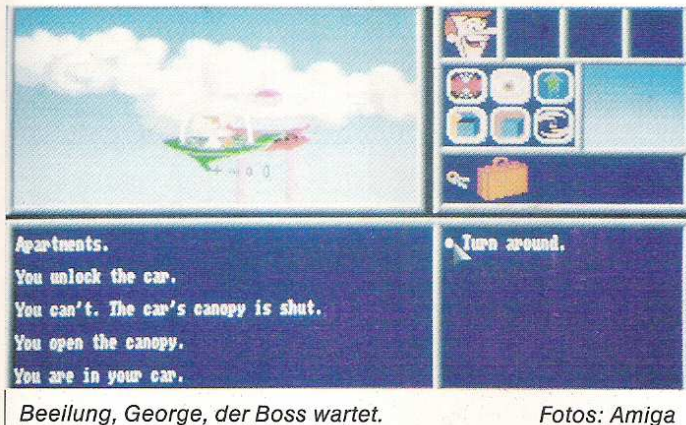 Apartments.
You unlock the car.
You can't. The car's canopy is shut.
You open the canopy.
You are in your car.
Turn around.
Beeilung, George, der Boss wartet.
Fotos: Amiga